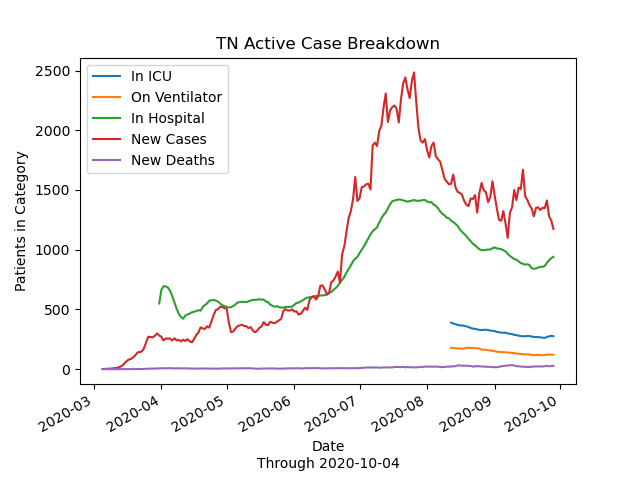 TN Active Case Breakdown
In ICU
On Ventilator
In Hospital
New Cases
New Deaths
Patients in Category
2500
2000
1500
1000
500
0
2020-03
2020-04
2020-05
2020-06
2020-07
2020-08
2020-09
2020-10
Date
Through 2020-10-04